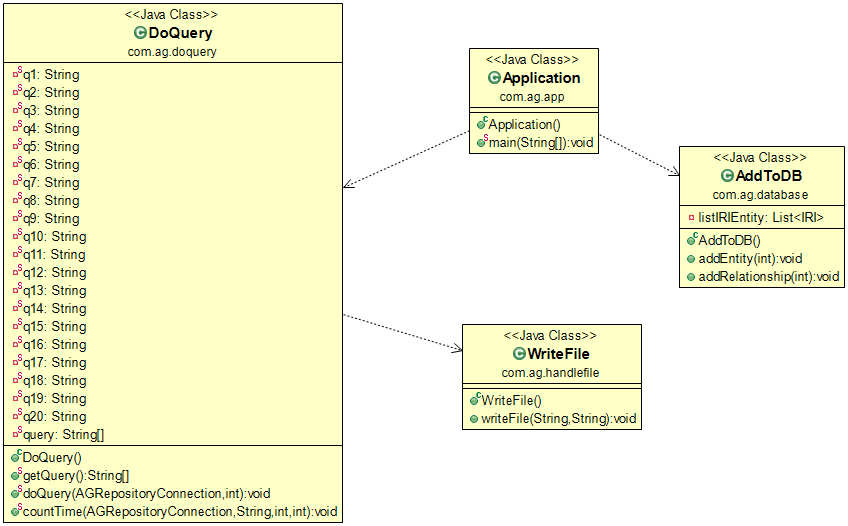 <<Java Class>>
DoQuery
com.ag.doquery
q1: String
q2: String
q3: String
q4: String
q5: String
q6: String
q7: String
q8: String
q9: String
q10: String
q11: String
q12: String
q13: String
q14: String
q15: String
q16: String
q17: String
q18: String
q19: String
q20: String
query: String[]
DoQuery()
getQuery():String[]
doQuery(AGRepositoryConnection,int):void
countTime(AGRepositoryConnection,String,int,int):void
<<Java Class>>
Application
com.ag.app
Application()
main(String[]):void
<<Java Class>>
AddToDB
com.ag.database
listIRIEntity: List<IRI>
AddToDB()
addEntity(int):void
addRelationship(int):void
<<Java Class>>
WriteFile
com.ag.handlefile
WriteFile()
writeFile(String,String):void